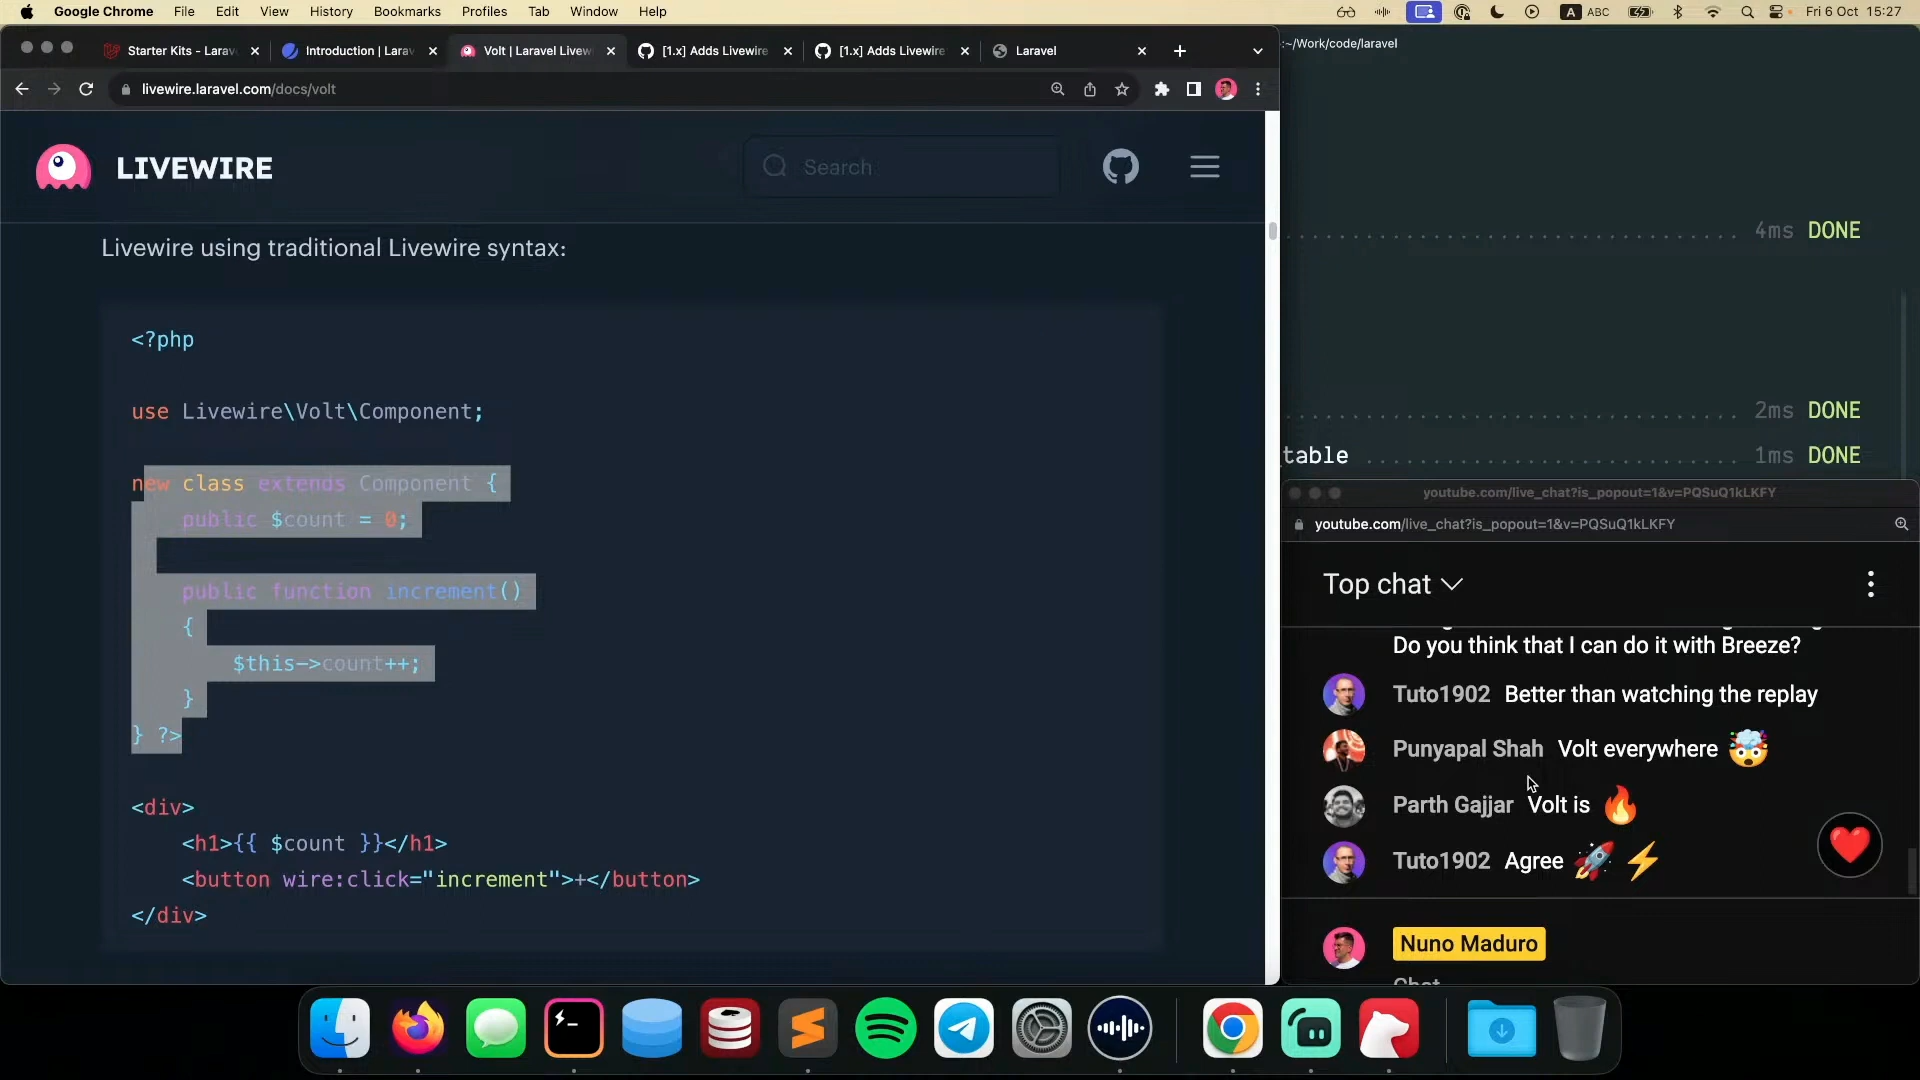 Google Chrome File Edit View History Bookmarks Profiles Tab Window Help
A ABC Fri 6 Oct 15:27
Starter Kits - Larav
Introduction | Larav
Volt | Laravel Livew
[1.x] Adds Livewire
[1.x] Adds Livewire
Laravel
livewire.laravel.com/docs/volt
:~/Work/code/laravel
LIVEWIRE
Search
Livewire using traditional Livewire syntax:
<?php
use Livewire\Volt\Component;
new class extends Component {
public $count = 0;
public function increment()
{
$this->count++;
}
} ?>
<div>
<h1>{{ $count }}</h1>
<button wire:click="increment">+</button>
</div>
4ms DONE
2ms DONE
table 1ms DONE
youtube.com/live_chat?is_popout=1&v=PQSuQ1kLKFY
youtube.com/live_chat?is_popout=1&v=PQSuQ1kLKFY
Top chat
Do you think that I can do it with Breeze?
Tuto1902 Better than watching the replay
Punyapal Shah Volt everywhere 🤯
Parth Gajjar Volt is 🔥
Tuto1902 Agree 🚀⚡
Nuno Maduro